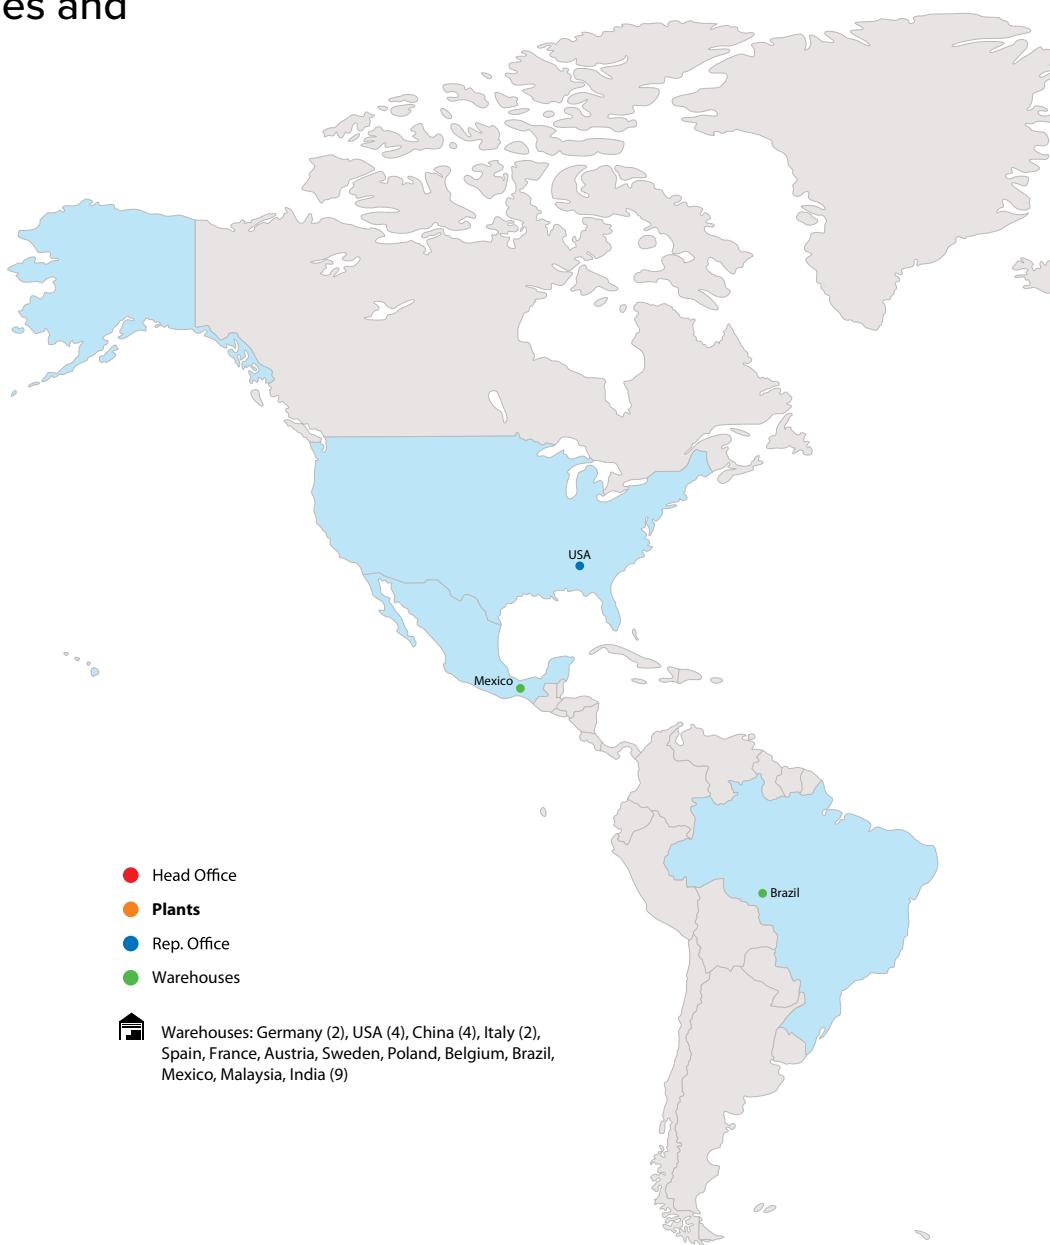 es and
USA
Mexico
Brazil
Head Office
Plants
Rep. Office
Warehouses
Warehouses: Germany (2), USA (4), China (4), Italy (2),
Spain, France, Austria, Sweden, Poland, Belgium, Brazil,
Mexico, Malaysia, India (9)